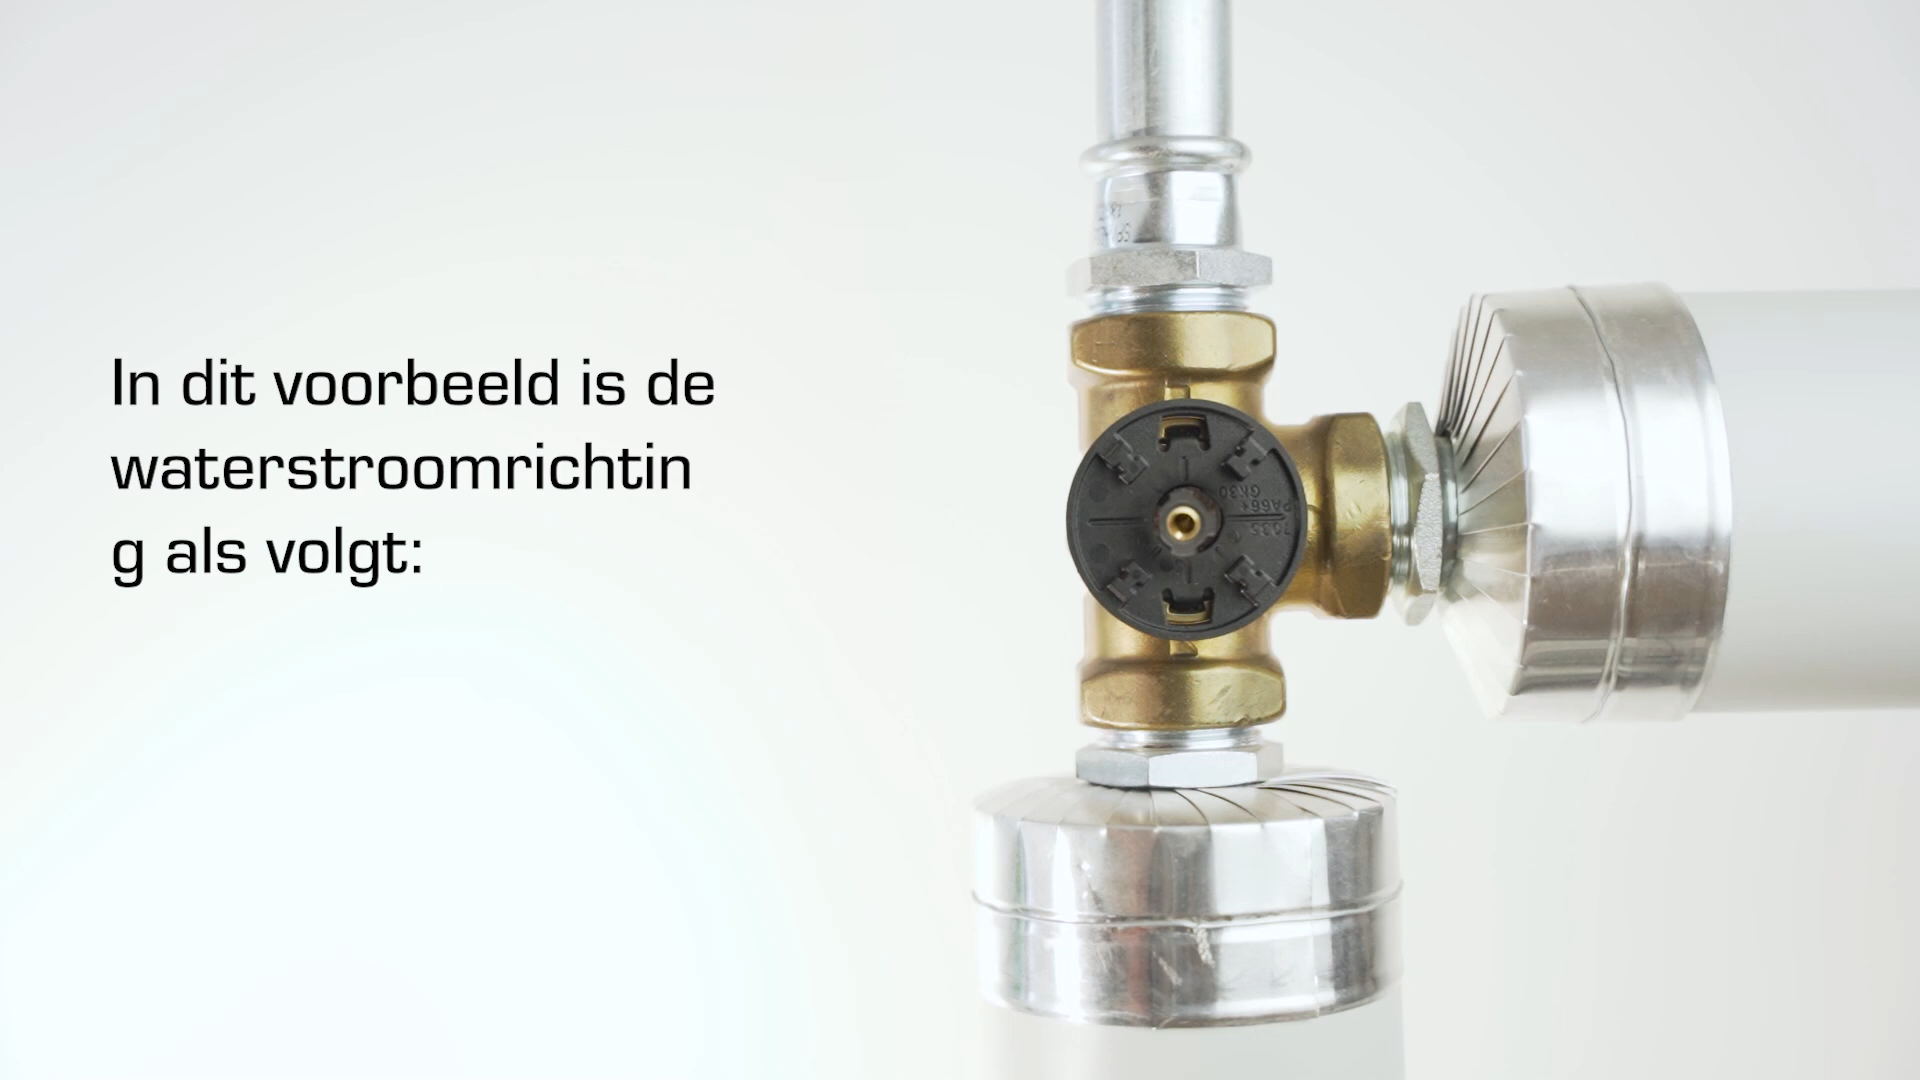 In dit voorbeeld is de
waterstroomrichtin
g als volgt: